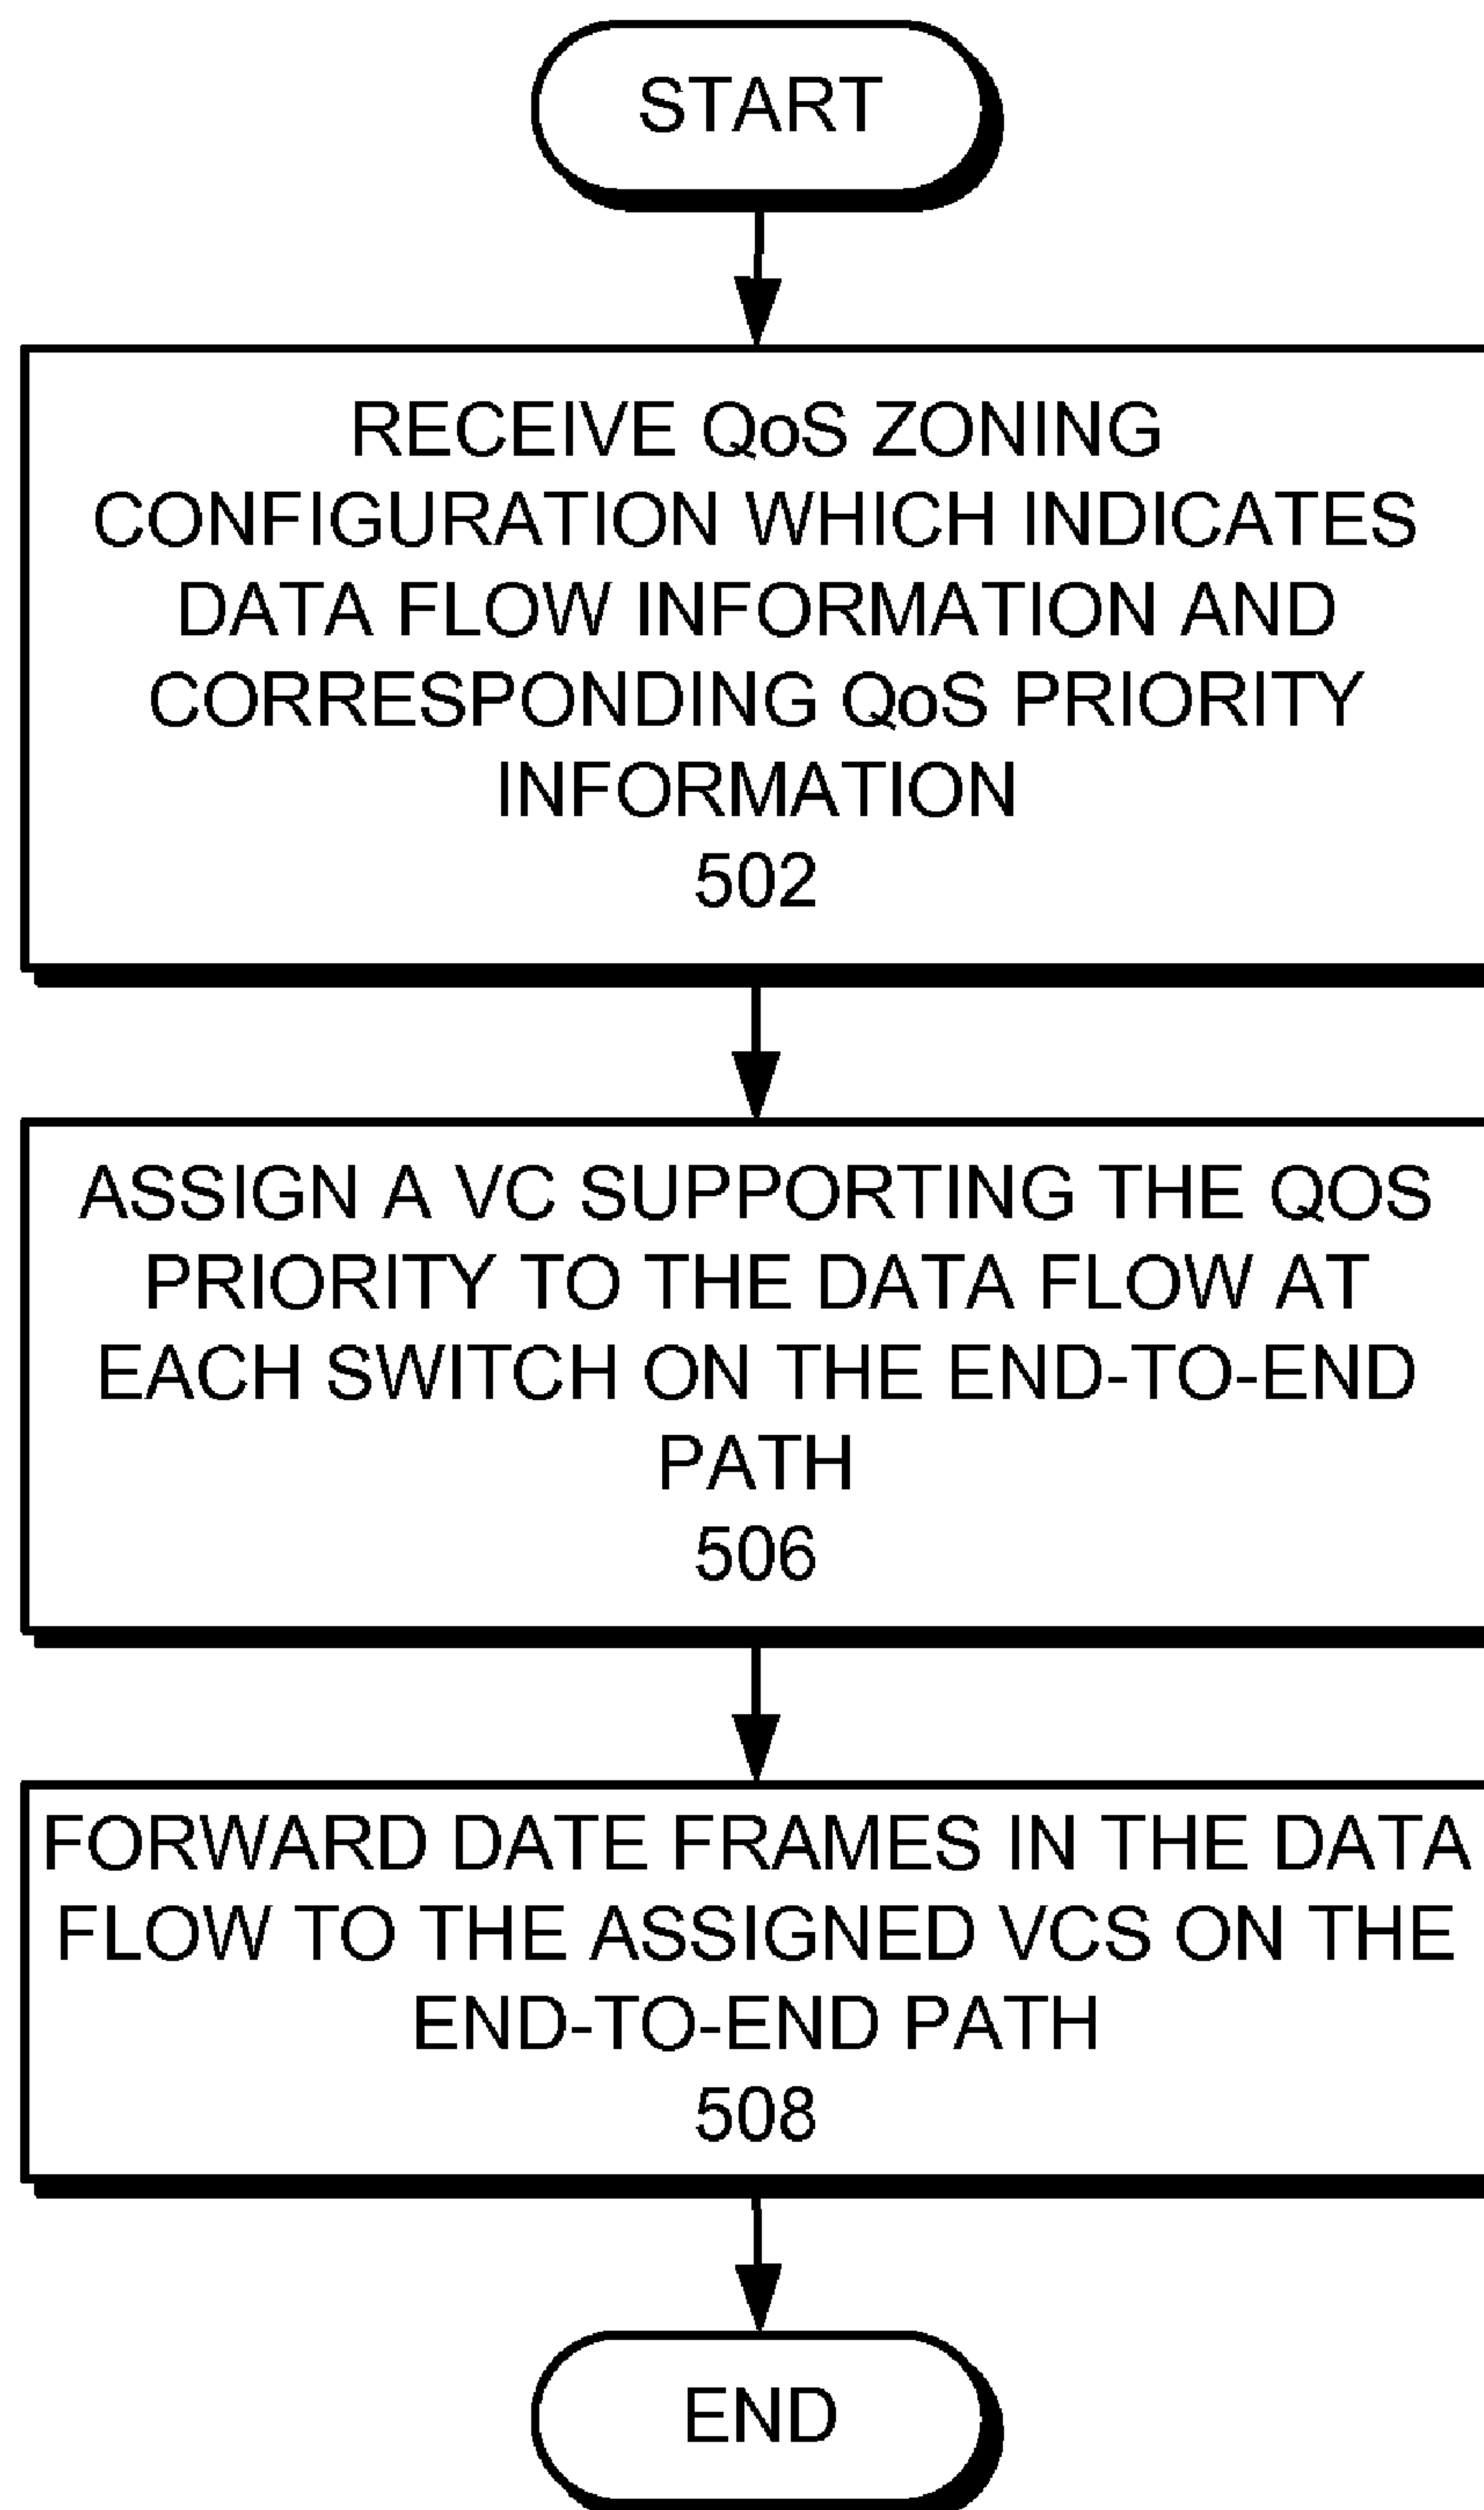 START
RECEIVE QoS ZONING
CONFIGURATION WHICH INDICATES
DATA FLOW INFORMATION AND
CORRESPONDING QoS PRIORITY
INFORMATION
502
ASSIGN A VC SUPPORTING THE QOS
PRIORITY TO THE DATA FLOW AT
EACH SWITCH ON THE END-TO-END
PATH
506
FORWARD DATE FRAMES IN THE DATA
FLOW TO THE ASSIGNED VCS ON THE
END-TO-END PATH
508
END